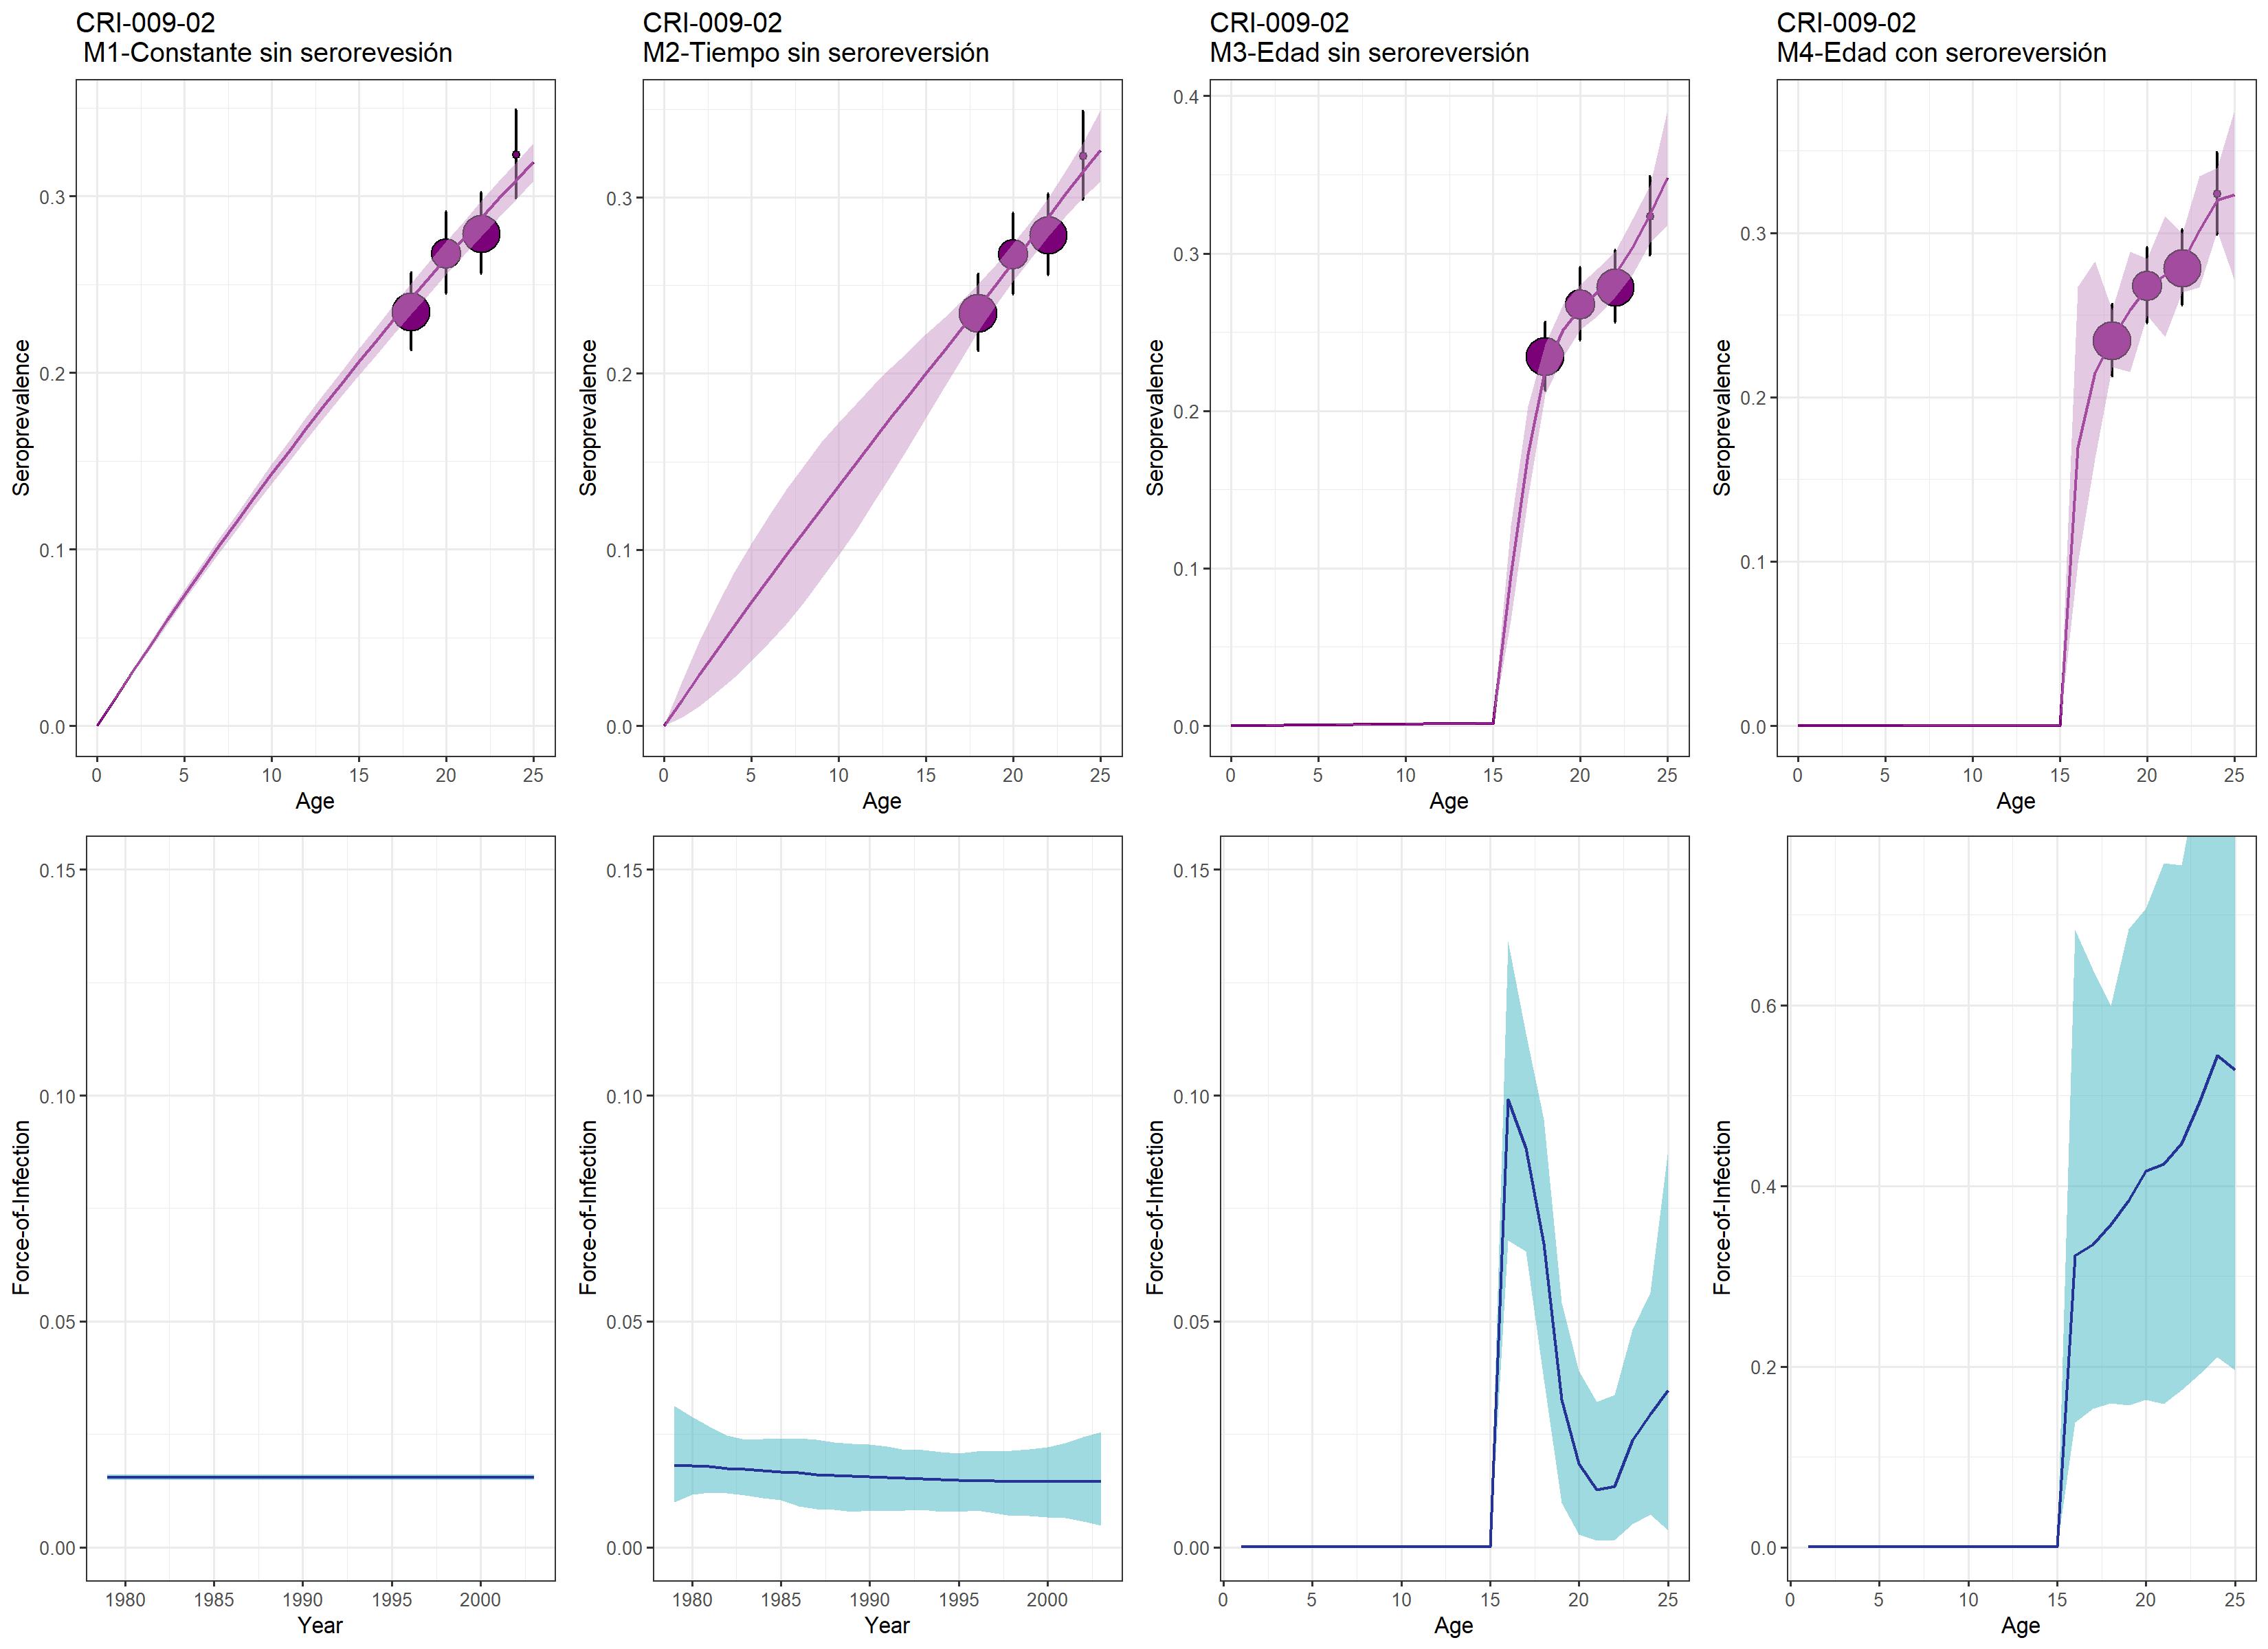 CRI-009-02
M1-Constante sin serorevesión
0.3
0.2
0.1
0.0
Seroprevalence
0 5 10 15 20 25
Age
CRI-009-02
M2-Tiempo sin seroreversión
0.3
0.2
0.1
0.0
Seroprevalence
0 5 10 15 20 25
Age
CRI-009-02
M3-Edad sin seroreversión
0.4
0.3
0.2
0.1
0.0
Seroprevalence
0 5 10 15 20 25
Age
CRI-009-02
M4-Edad con seroreversión
0.3
0.2
0.1
0.0
Seroprevalence
0 5 10 15 20 25
Age
0.15
0.10
0.05
0.00
Force-of-Infection
1980 1985 1990 1995 2000
Year
0.15
0.10
0.05
0.00
Force-of-Infection
1980 1985 1990 1995 2000
Year
0.15
0.10
0.05
0.00
Force-of-Infection
0 5 10 15 20 25
Age
0.6
0.4
0.2
0.0
Force-of-Infection
0 5 10 15 20 25
Age